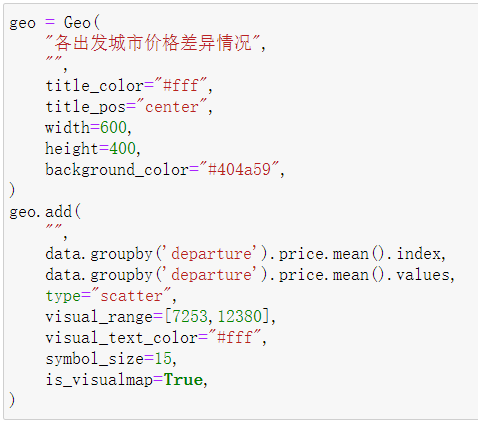 geo = Geo(
    "各出发城市价格差异情况",
    "",
    title_color="#fff",
    title_pos="center",
    width=600,
    height=400,
    background_color="#404a59",
)
geo.add(
    "",
    data.groupby('departure').price.mean().index,
    data.groupby('departure').price.mean().values,
    type="scatter",
    visual_range=[7253,12380],
    visual_text_color="#fff",
    symbol_size=15,
    is_visualmap=True,
)